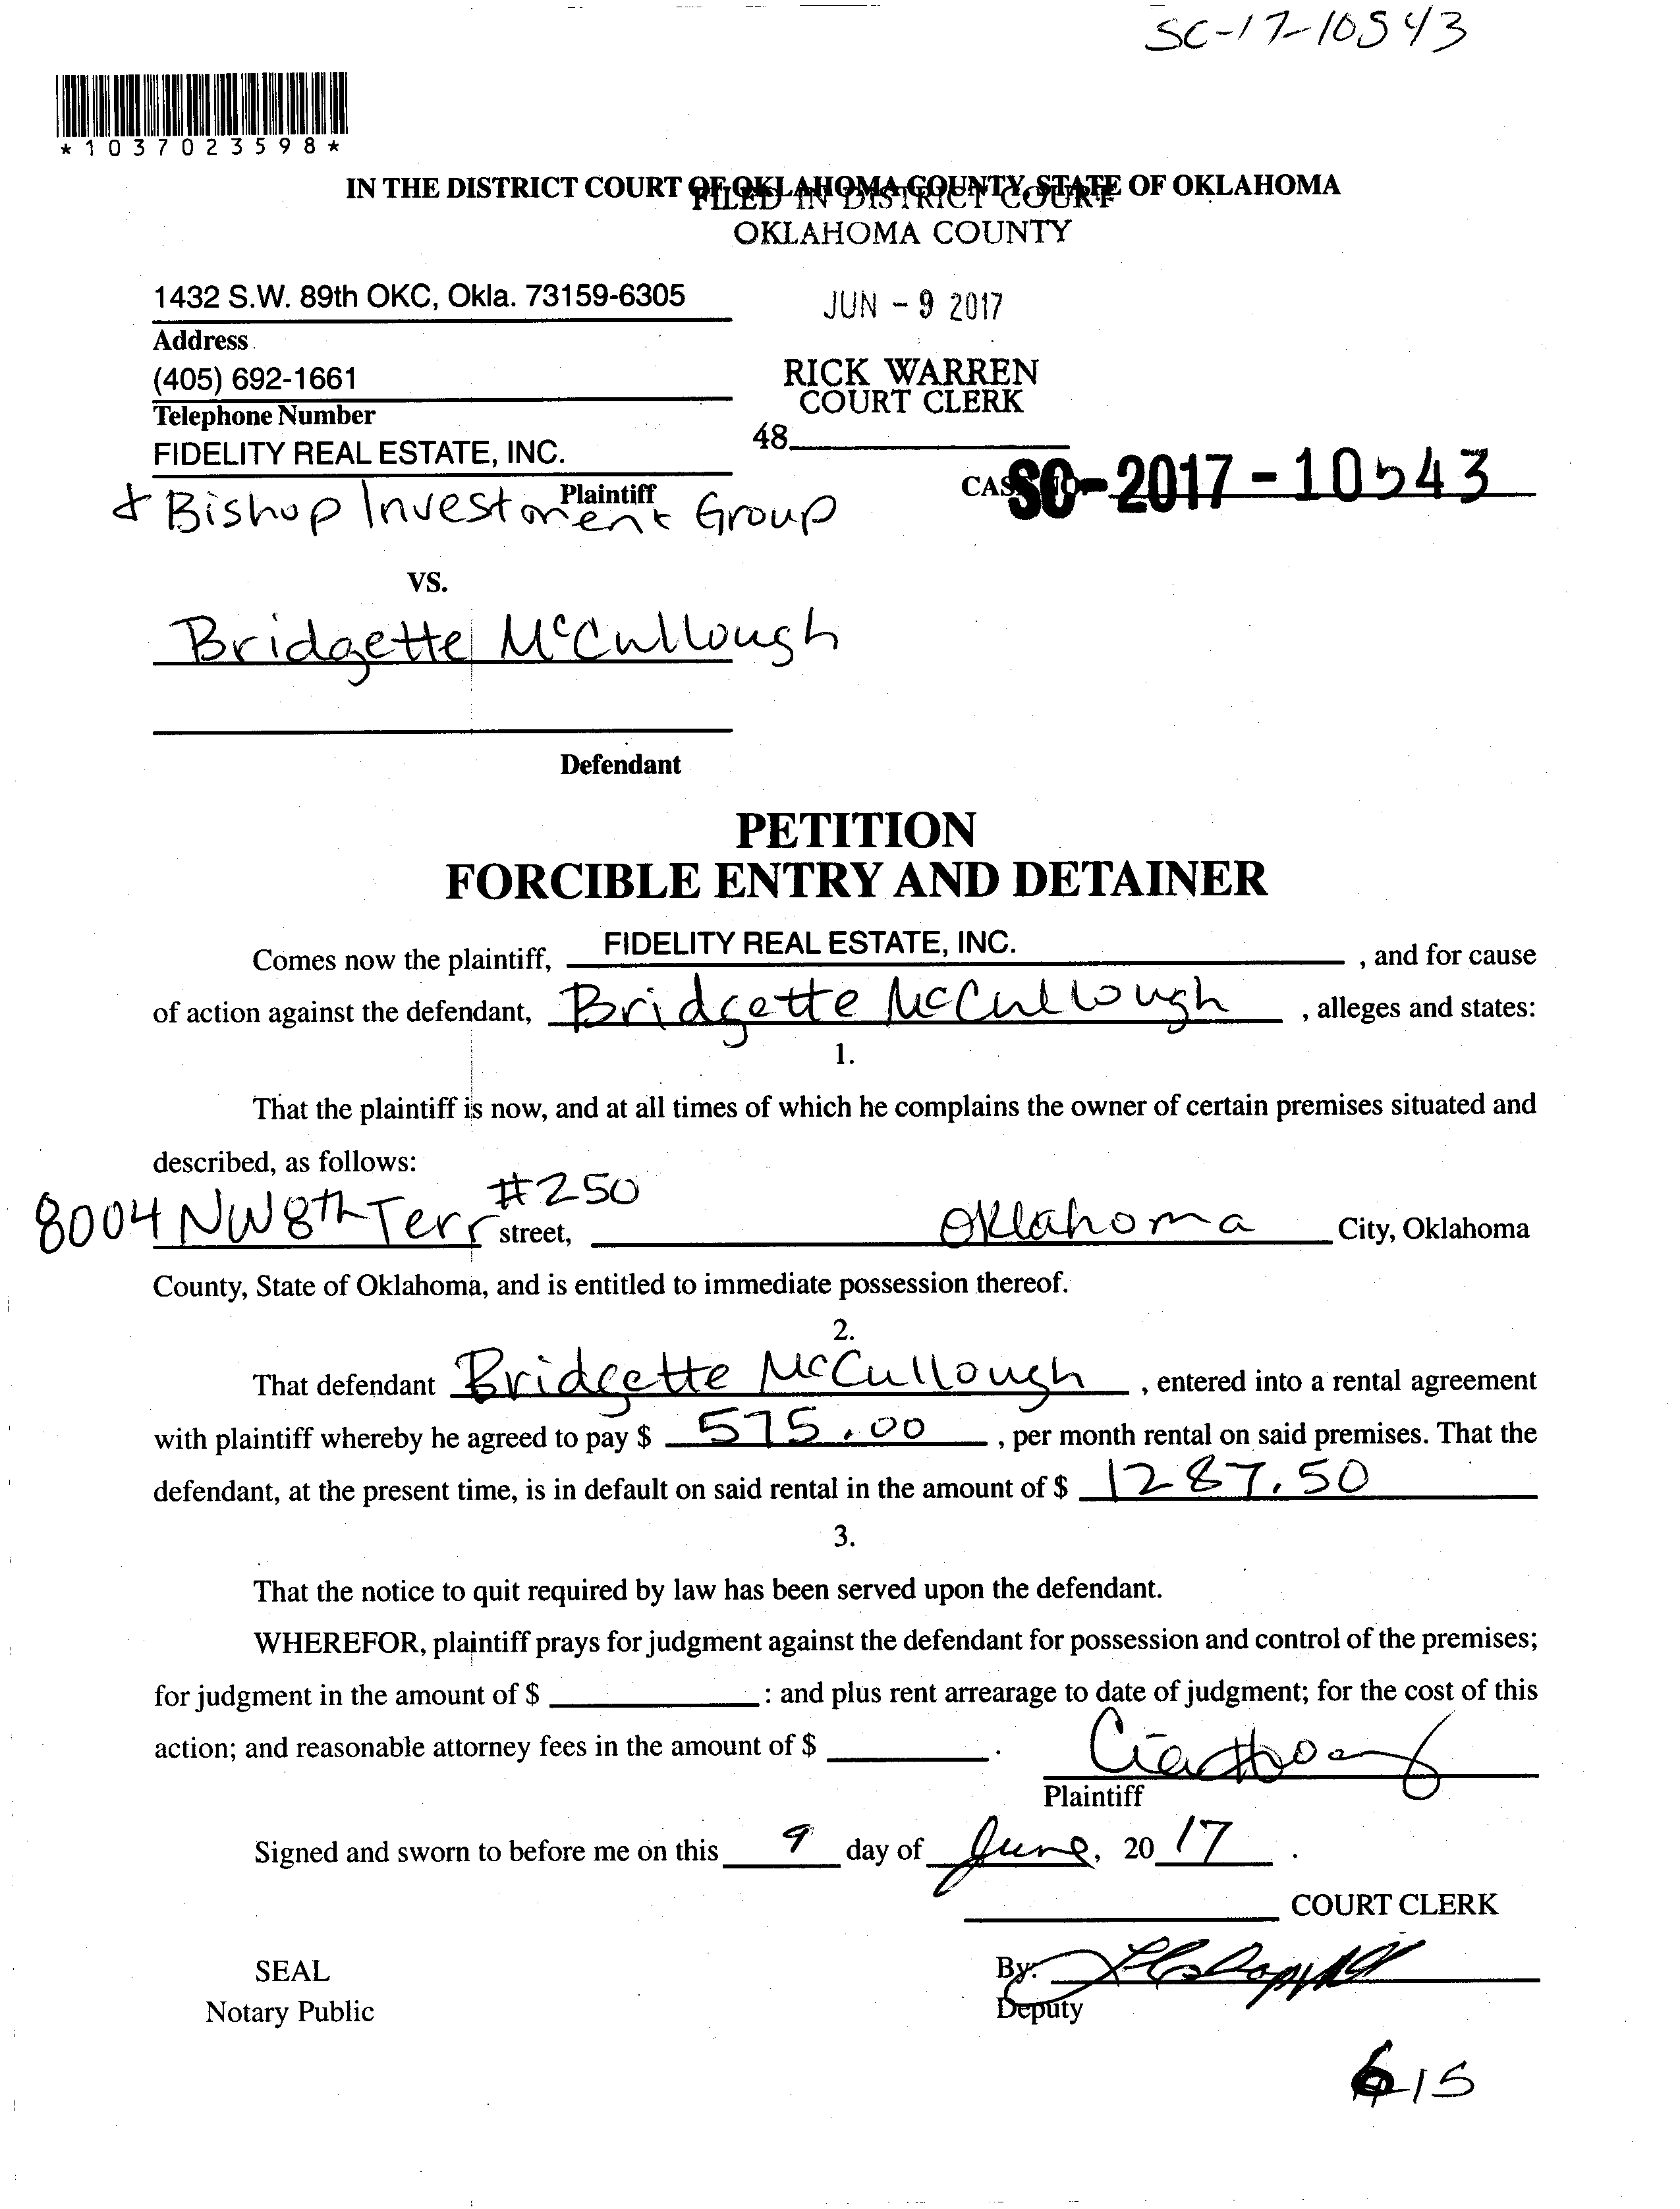 SC-17-10543
*1037023598*
IN THE DISTRICT COURT OF OKLAHOMA COUNTY, STATE OF OKLAHOMA
FILED IN DISTRICT COURT
OKLAHOMA COUNTY
1432 S.W. 89th OKC, Okla. 73159-6305
JUN - 9 2017
Address
(405) 692-1661
RICK WARREN
COURT CLERK
Telephone Number
48
FIDELITY REAL ESTATE, INC.
Plaintiff
CASE NO. SC-2017-10543
& Bishop Investment Group
VS.
Bridgette McCullough
Defendant
PETITION
FORCIBLE ENTRY AND DETAINER
Comes now the plaintiff, FIDELITY REAL ESTATE, INC. , and for cause
of action against the defendant, Bridgette McCullough , alleges and states:
1.
That the plaintiff is now, and at all times of which he complains the owner of certain premises situated and
described, as follows:
8004 NW 8th Terr #250 street, Oklahoma City, Oklahoma
County, State of Oklahoma, and is entitled to immediate possession thereof.
2.
That defendant Bridgette McCullough , entered into a rental agreement
with plaintiff whereby he agreed to pay $ 575.00 , per month rental on said premises. That the
defendant, at the present time, is in default on said rental in the amount of $ 1287.50
3.
That the notice to quit required by law has been served upon the defendant.
WHEREFOR, plaintiff prays for judgment against the defendant for possession and control of the premises;
for judgment in the amount of $ : and plus rent arrearage to date of judgment; for the cost of this
action; and reasonable attorney fees in the amount of $ .
Plaintiff
Signed and sworn to before me on this 9 day of June, 20 17 .
COURT CLERK
SEAL
By:
Notary Public
Deputy
615